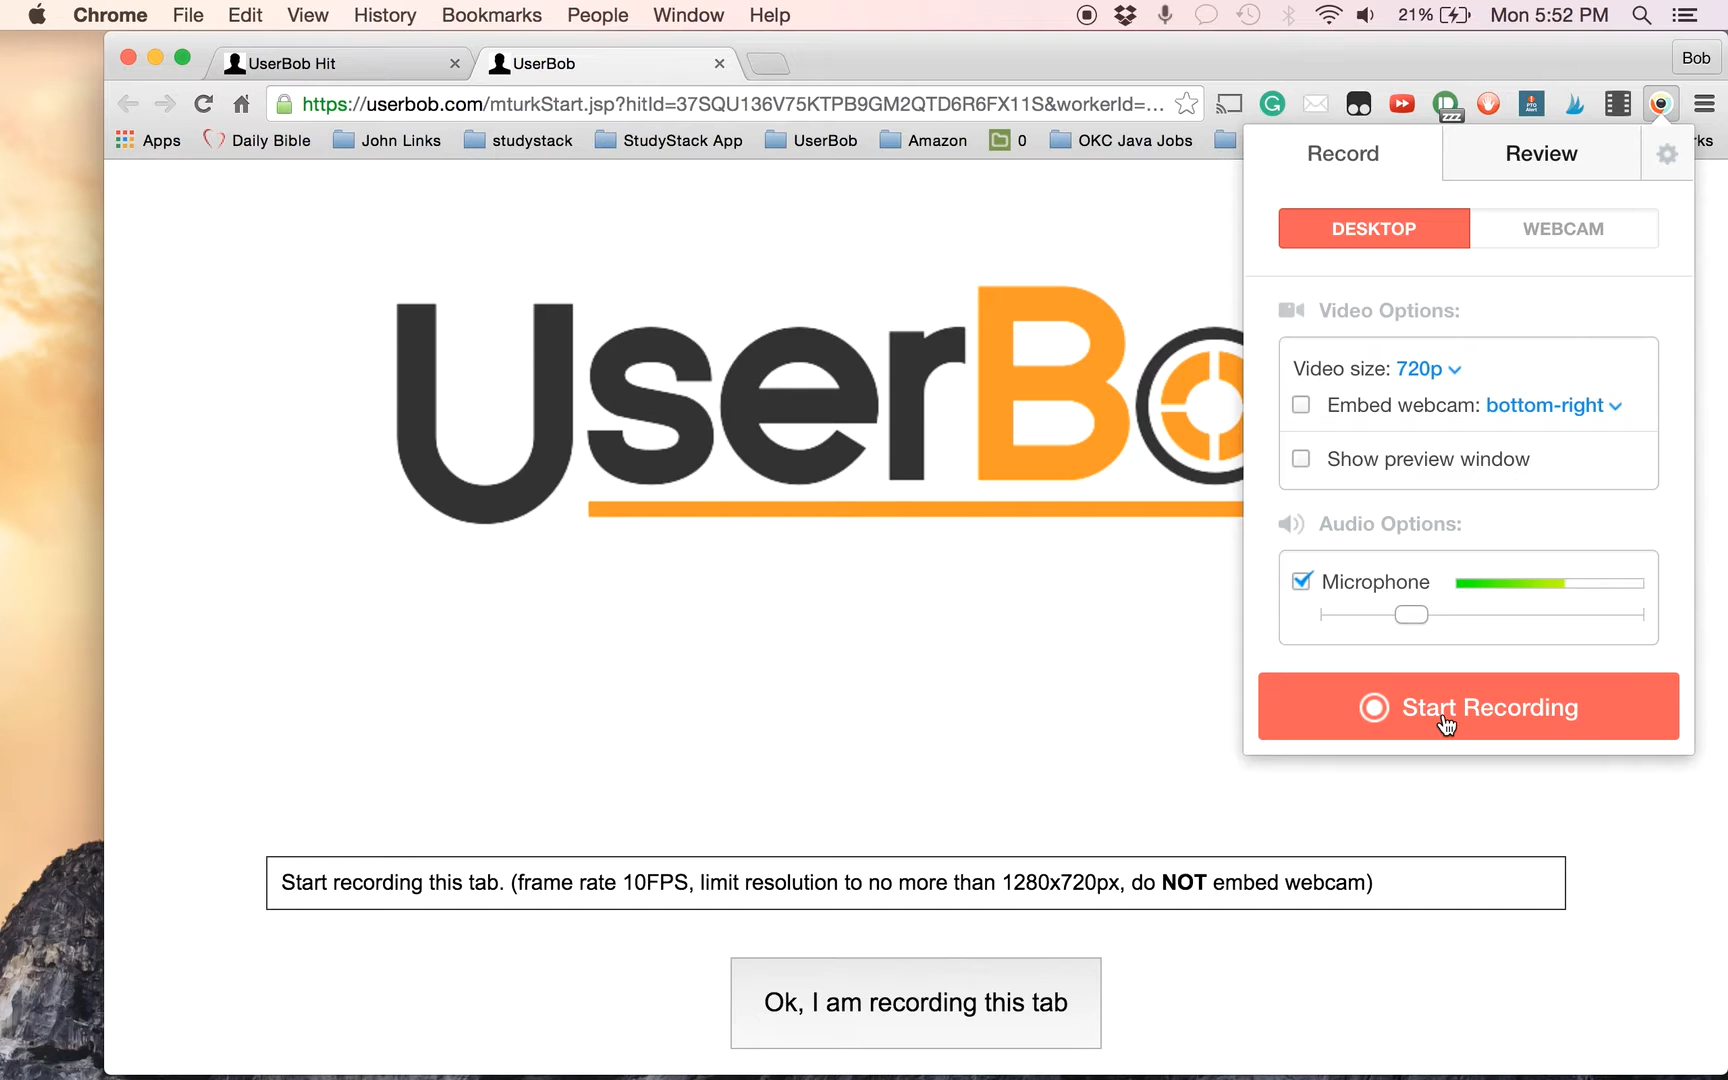 Chrome File Edit View History Bookmarks People Window Help 21% Mon 5:52 PM
UserBob Hit UserBob Bob
https://userbob.com/mturkStart.jsp?hitId=37SQU136V75KTPB9GM2QTD6R6FX11S&workerId=...
Apps Daily Bible John Links studystack StudyStack App UserBob Amazon 0 OKC Java Jobs
Record Review
DESKTOP WEBCAM
Video Options:
Video size: 720p
Embed webcam: bottom-right
Show preview window
Audio Options:
Microphone
Start Recording
UserBo
Start recording this tab. (frame rate 10FPS, limit resolution to no more than 1280x720px, do NOT embed webcam)
Ok, I am recording this tab